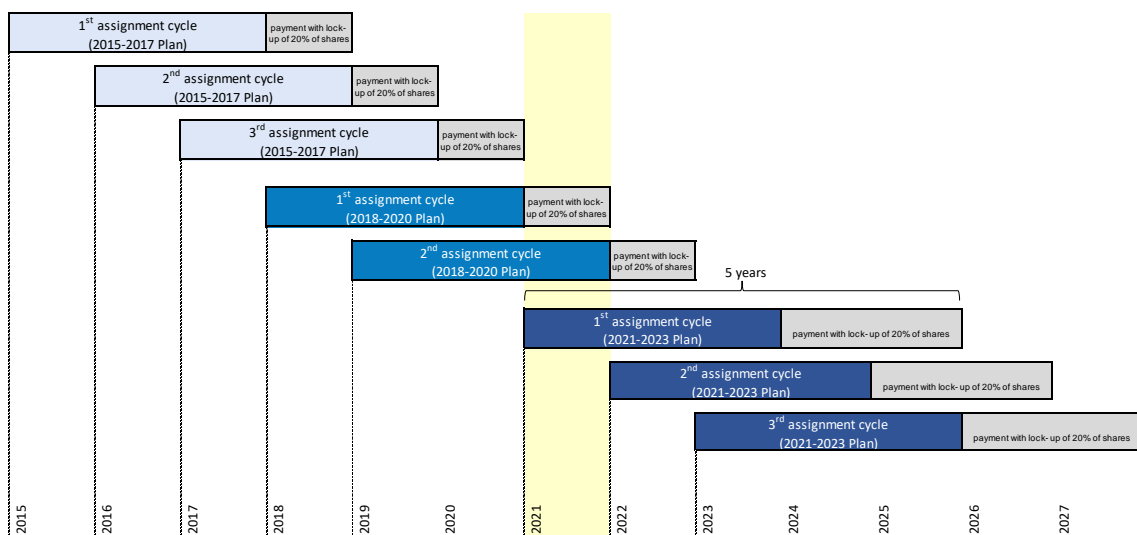 1st assignment cycle
(2015-2017 Plan)
payment with lock-
up of 20% of shares
2nd assignment cycle
(2015-2017 Plan)
payment with lock-
up of 20% of shares
3rd assignment cycle
(2015-2017 Plan)
payment with lock-
up of 20% of shares
1st assignment cycle
(2018-2020 Plan)
payment with lock-
up of 20% of shares
2nd assignment cycle
(2018-2020 Plan)
payment with lock-
up of 20% of shares
5 years
1st assignment cycle
(2021-2023 Plan)
payment with lock- up of 20% of shares
2nd assignment cycle
(2021-2023 Plan)
payment with lock- up of 20% of shares
3rd assignment cycle
(2021-2023 Plan)
payment with lock- up of 20% of shares
2015
2016
2017
2018
2019
2020
2021
2022
2023
2024
2025
2026
2027